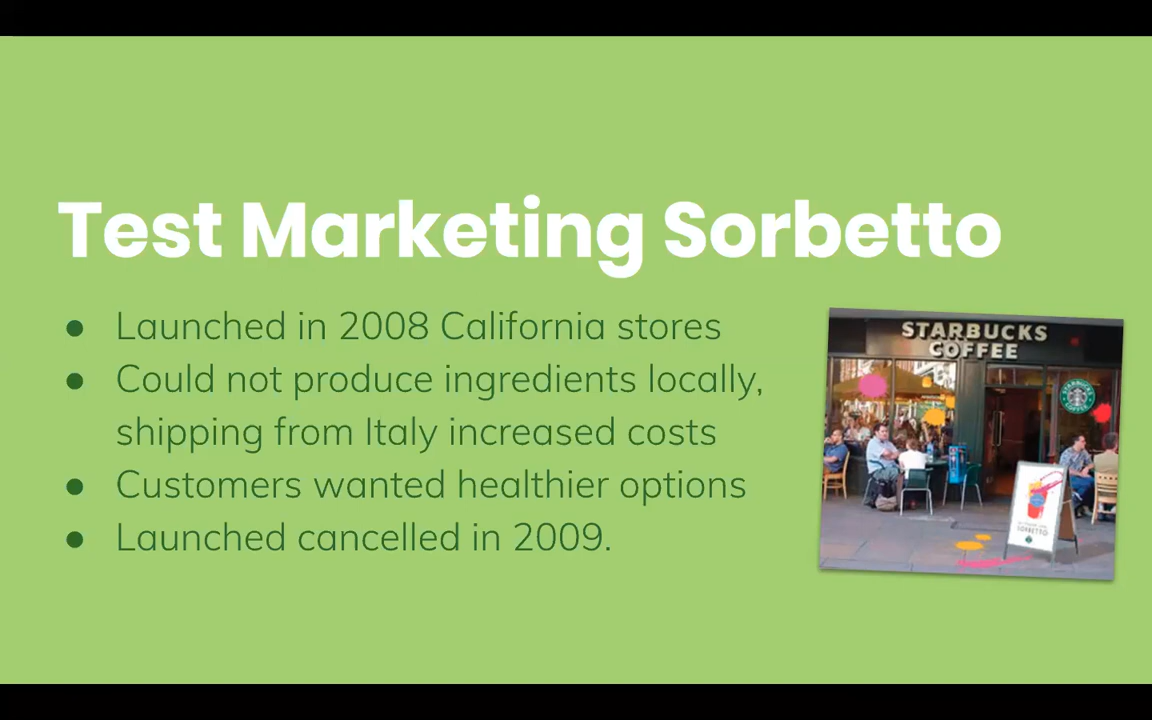 Test Marketing Sorbetto
● Launched in 2008 California stores
● Could not produce ingredients locally,
shipping from Italy increased costs
● Customers wanted healthier options
● Launched cancelled in 2009.
STARBUCKS
COFFEE
SORBETTO